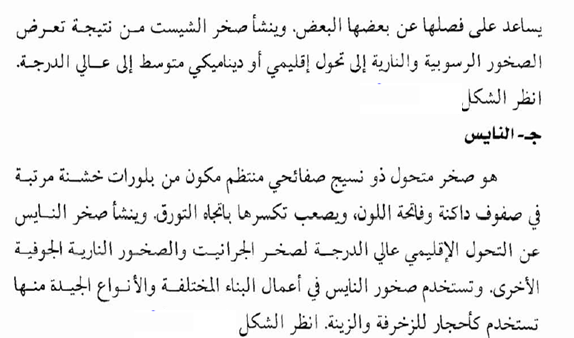 يساعد على فصلها عن بعضها البعض. وينشأ صخر الشيست من نتيجة تعرض
الصخور الرسوبية والنارية إلى تحول إقليمي أو ديناميكي متوسط إلى عالي الدرجة.
انظر الشكل
جـ- النايس
هو صخر متحول ذو نسيج صفائحي منتظم مكون من بلورات خشنة مرتبة
في صفوف داكنة وفاتحة اللون، ويصعب تكسرها باتجاه التورق. وينشأ صخر النايس
عن التحول الإقليمي عالي الدرجة لصخر الجرانيت والصخور النارية الجوفية
الأخرى. وتستخدم صخور النايس في أعمال البناء المختلفة والأنواع الجيدة منها
تستخدم كأحجار للزخرفة والزينة. انظر الشكل